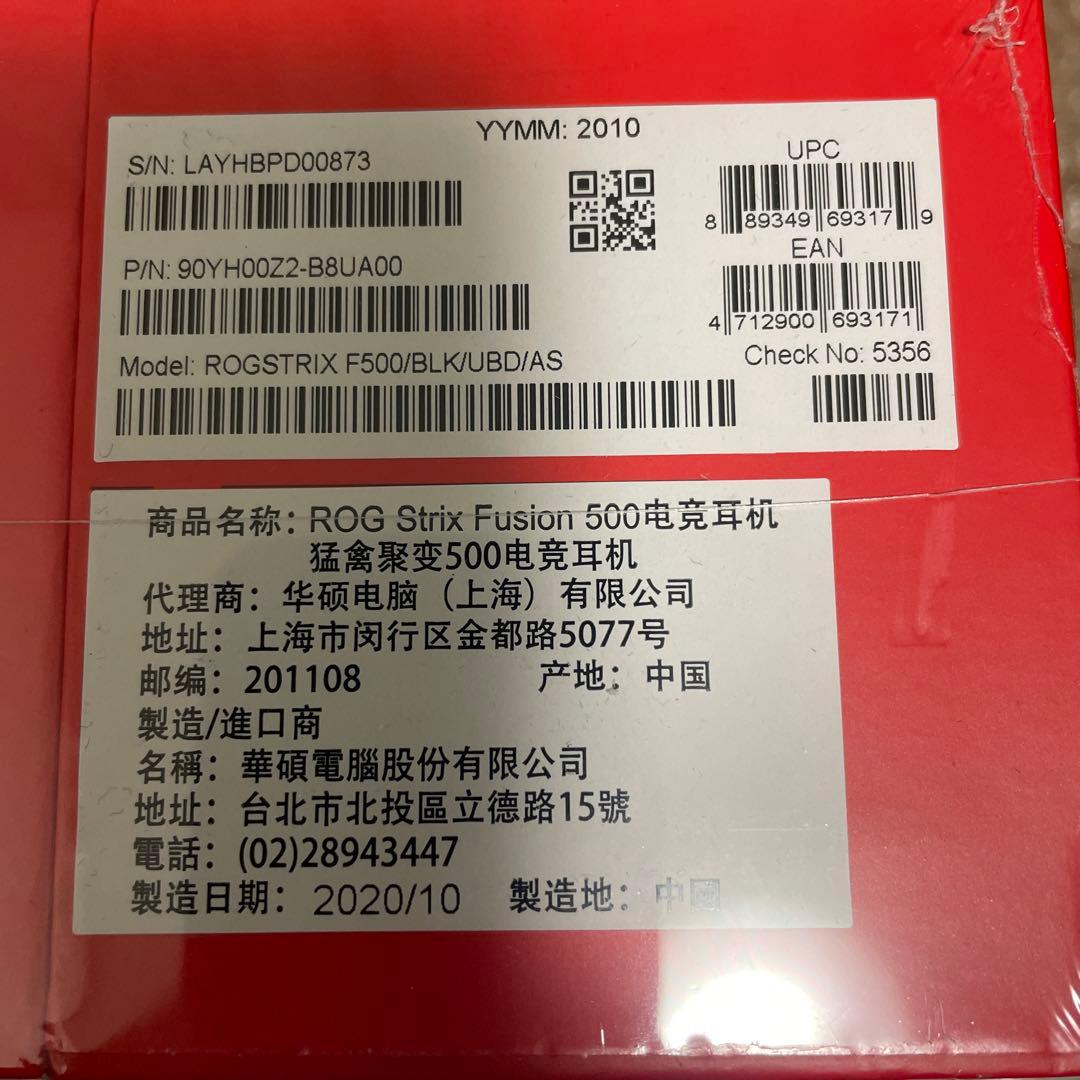 YYMM: 2010
S/N: LAYHBPD00873
UPC
8 89349 69317 9
P/N: 90YH00Z2-B8UA00
EAN
4 712900 693171
Model: ROGSTRIX F500/BLK/UBD/AS
Check No: 5356
商品名称：ROG Strix Fusion 500电竞耳机
猛禽聚变500电竞耳机
代理商：华硕电脑（上海）有限公司
地址：上海市闵行区金都路5077号
邮编：201108 产地：中国
製造/進口商
名稱：華碩電腦股份有限公司
地址：台北市北投區立德路15號
電話：(02)28943447
製造日期：2020/10 製造地：中國